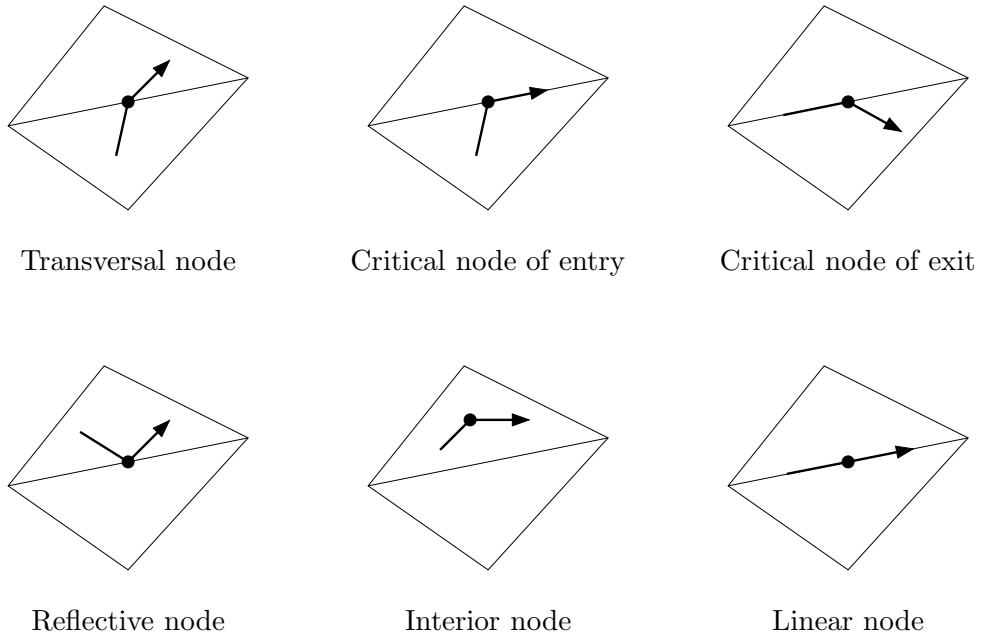 Transversal node
Critical node of entry
Critical node of exit
Reflective node
Interior node
Linear node